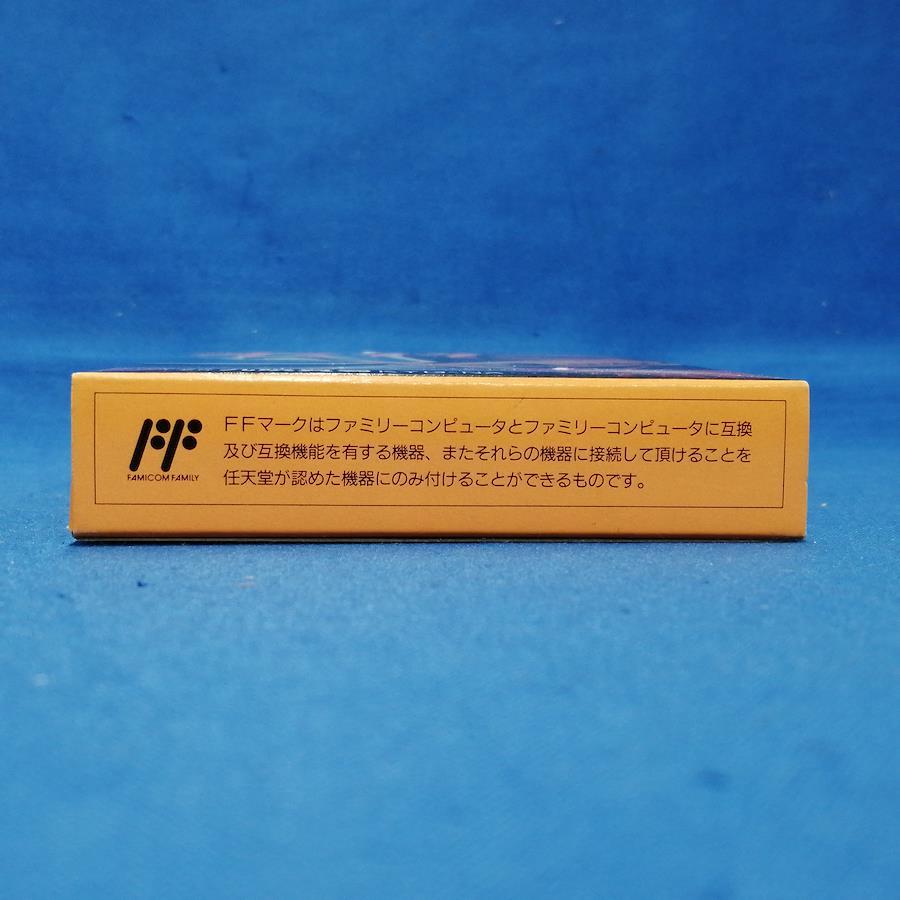 FFマークはファミリーコンピュータとファミリーコンピュータに互換
及び互換機能を有する機器、またそれらの機器に接続して頂けることを
任天堂が認めた機器にのみ付けることができるものです。
FF
FAMICOM FAMILY